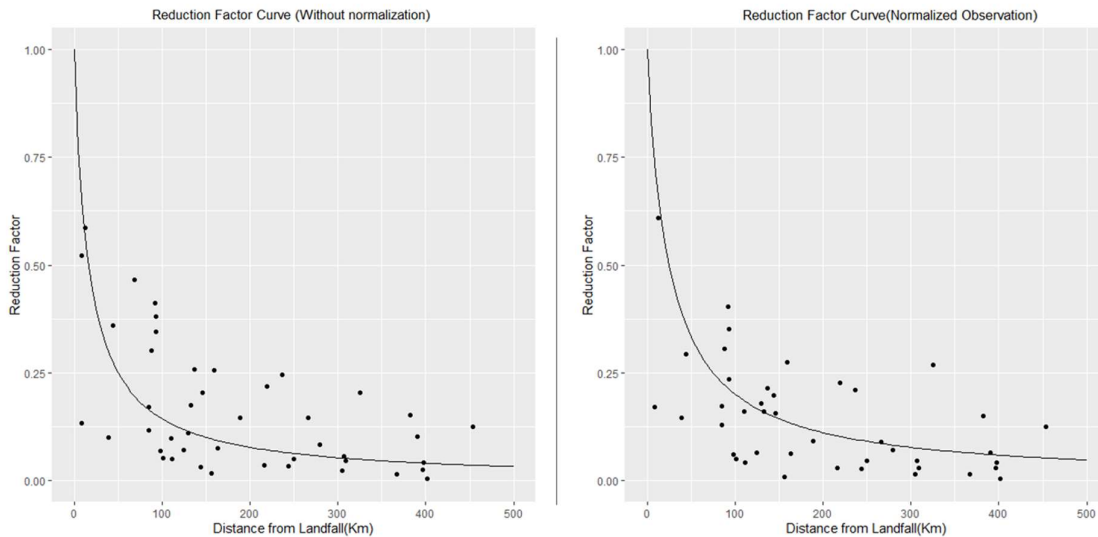 Reduction Factor Curve (Without normalization)
1.00
0.75
0.50
0.25
0.00
Reduction Factor
0 100 200 300 400 500
Distance from Landfall(Km)
Reduction Factor Curve(Normalized Observation)
1.00
0.75
0.50
0.25
0.00
Reduction Factor
0 100 200 300 400 500
Distance from Landfall(Km)